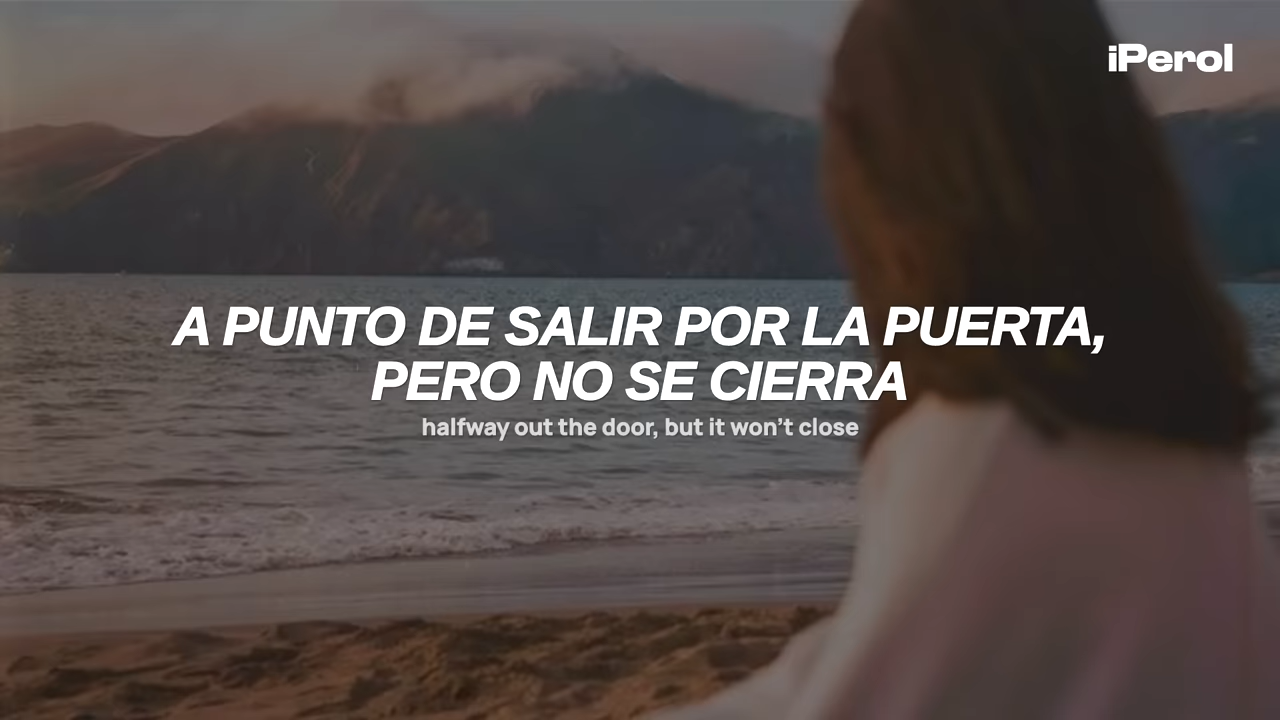 iPerol
A PUNTO DE SALIR POR LA PUERTA,
PERO NO SE CIERRA
halfway out the door, but it won't close